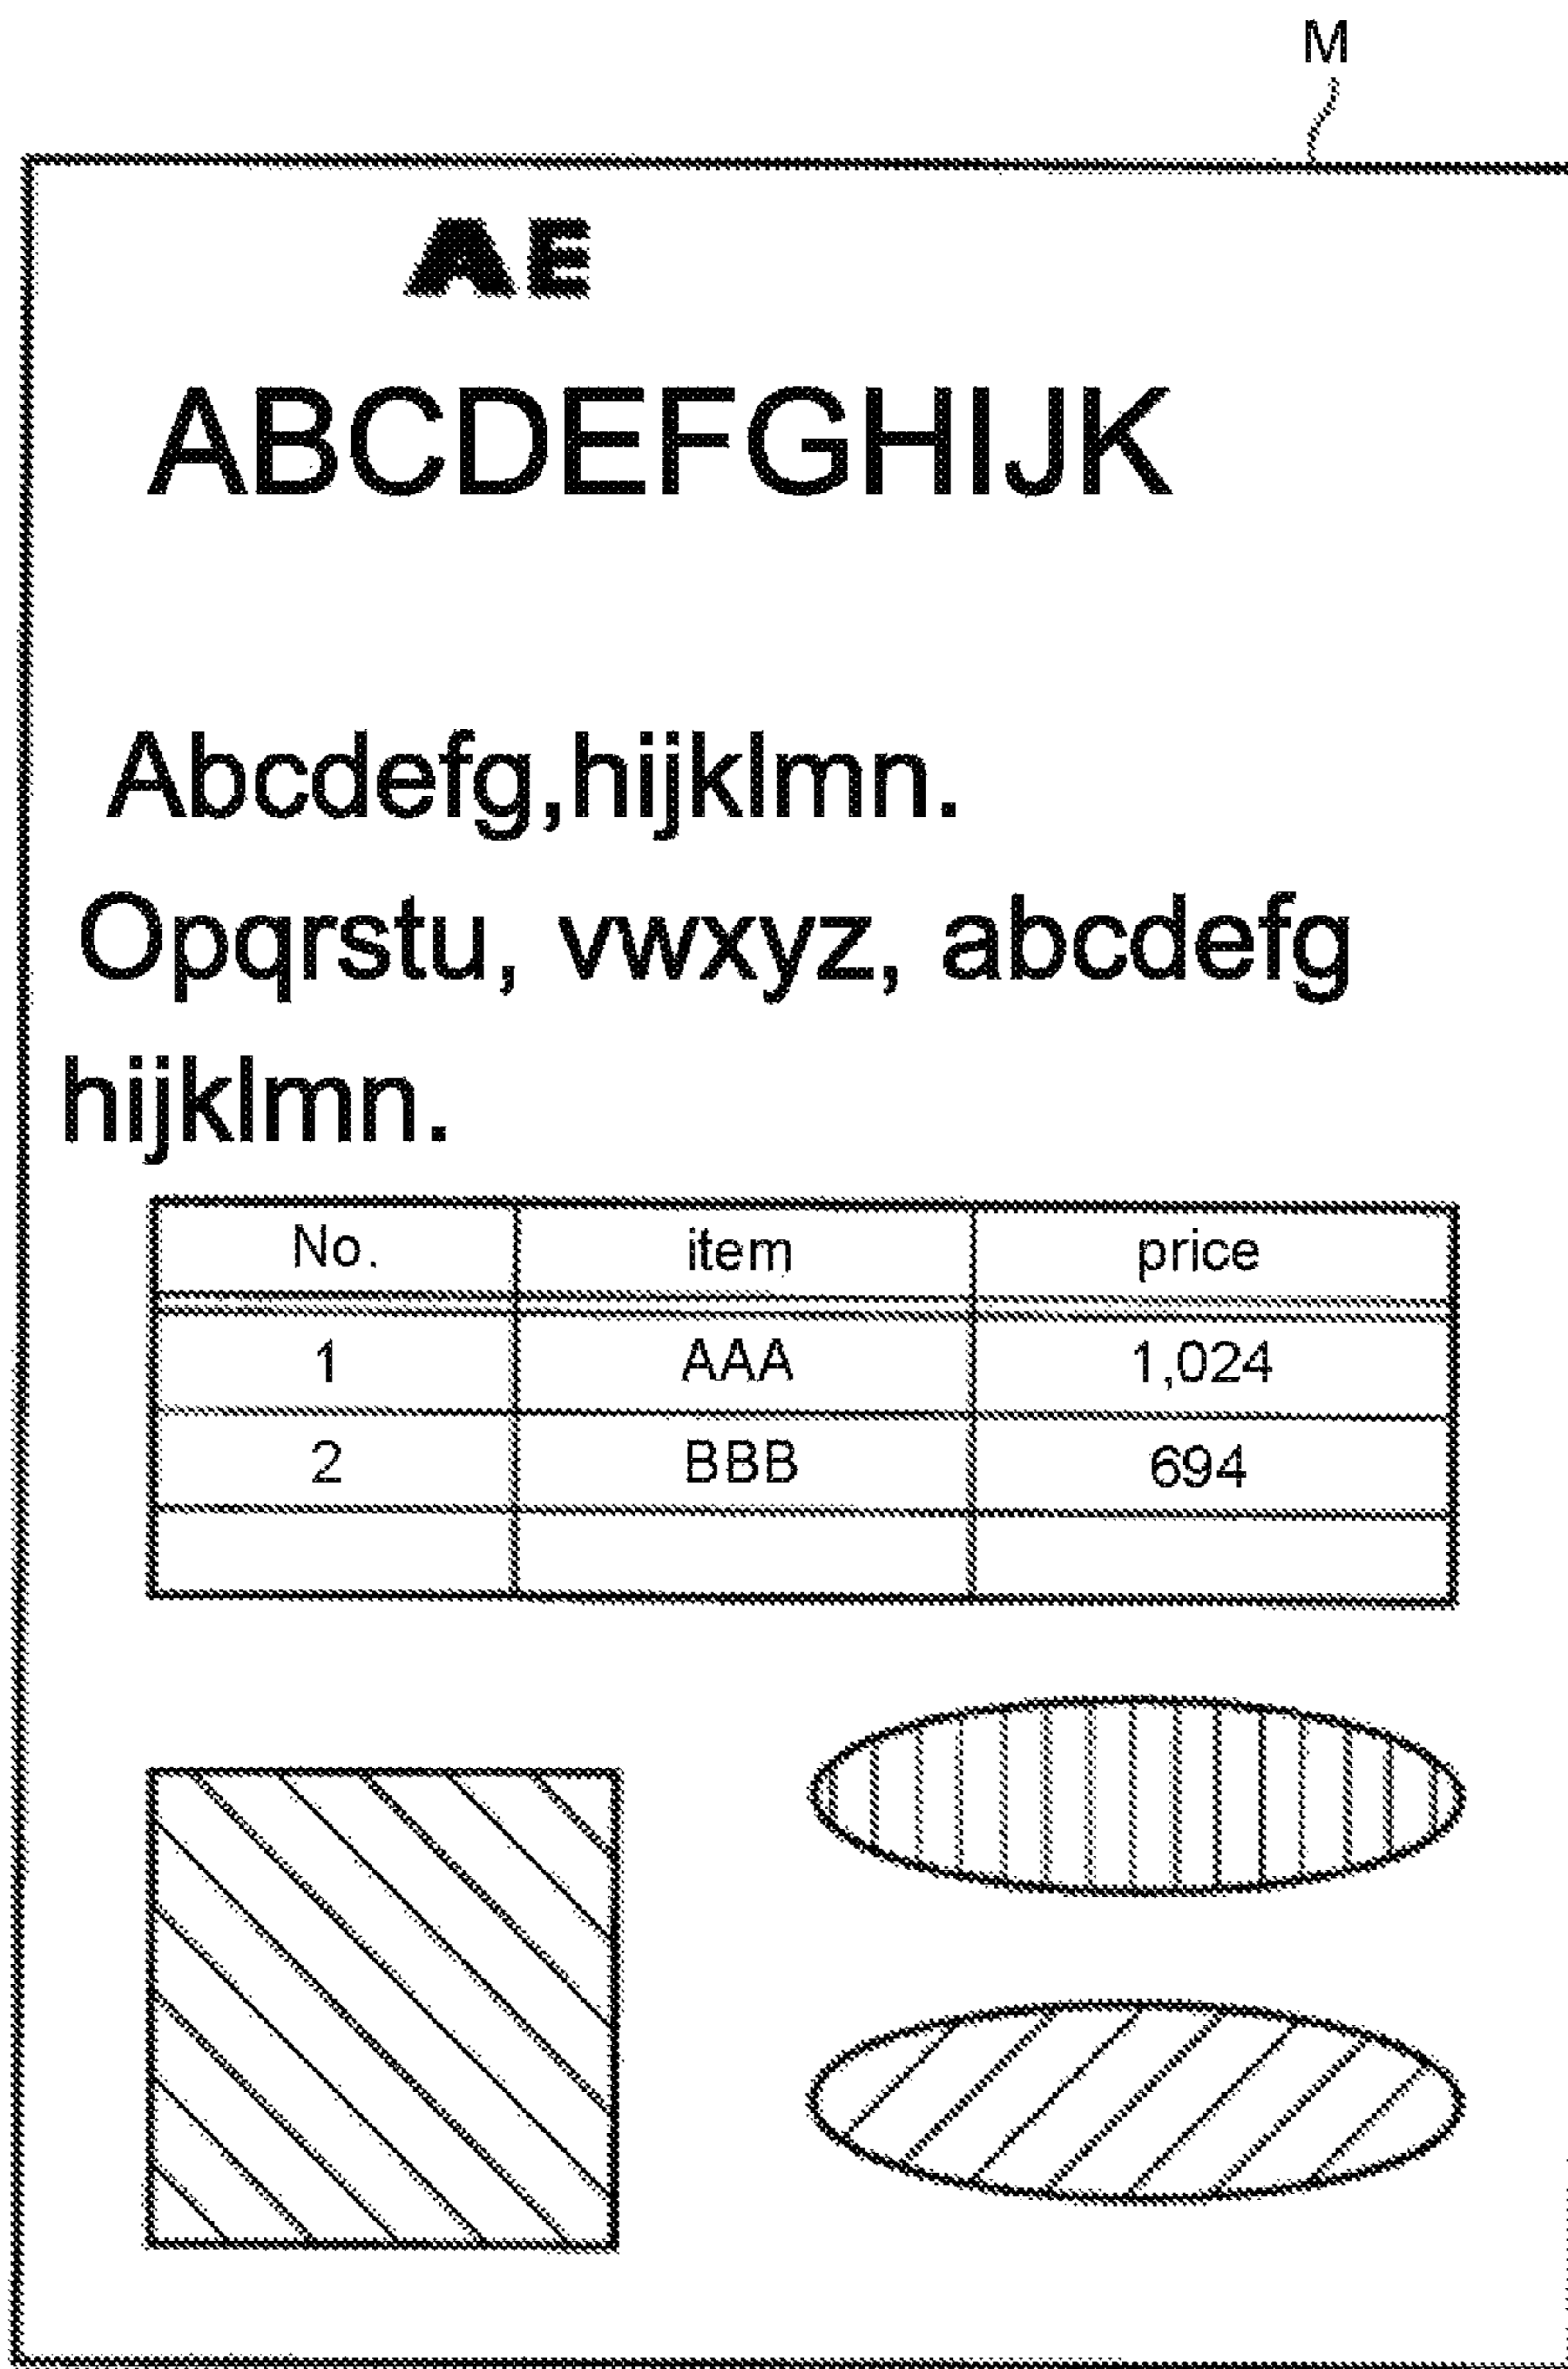 M
AE
ABCDEFGHIJK
Abcdefg,hijklmn.
Opqrstu, vwxyz, abcdefg
hijklmn.
No. item price
1 AAA 1,024
2 BBB 694